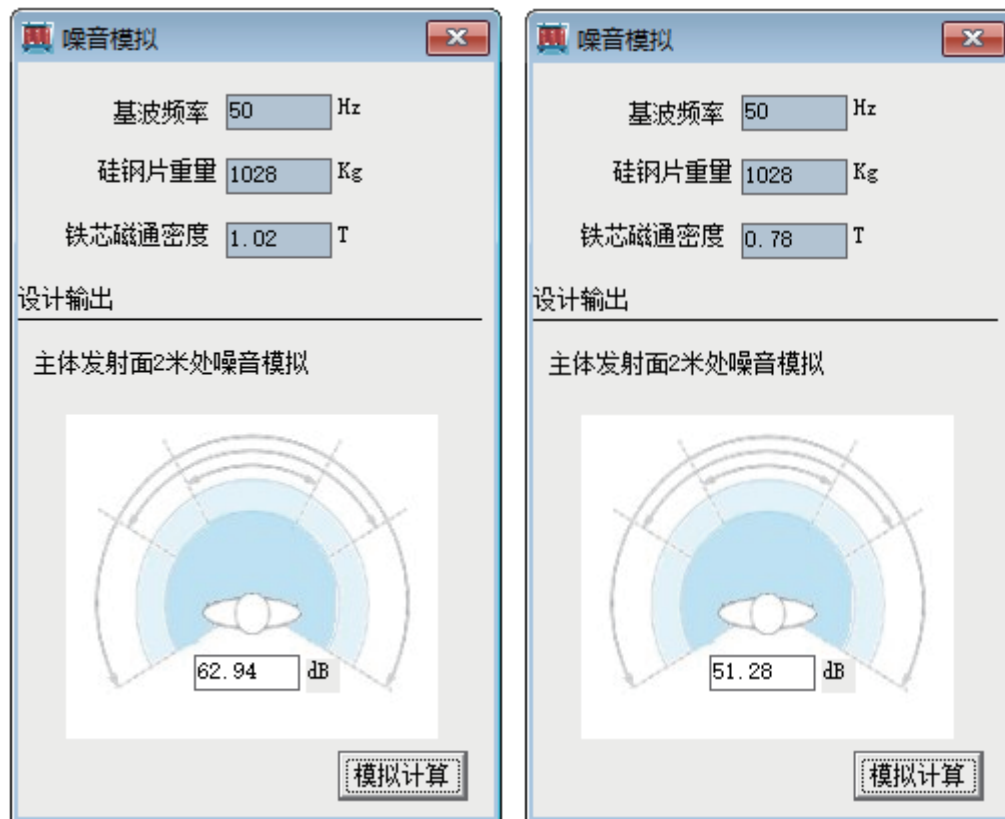 噪音模拟
基波频率 50 Hz
硅钢片重量 1028 Kg
铁芯磁通密度 1.02 T
设计输出
主体发射面2米处噪音模拟
62.94 dB
模拟计算
噪音模拟
基波频率 50 Hz
硅钢片重量 1028 Kg
铁芯磁通密度 0.78 T
设计输出
主体发射面2米处噪音模拟
51.28 dB
模拟计算